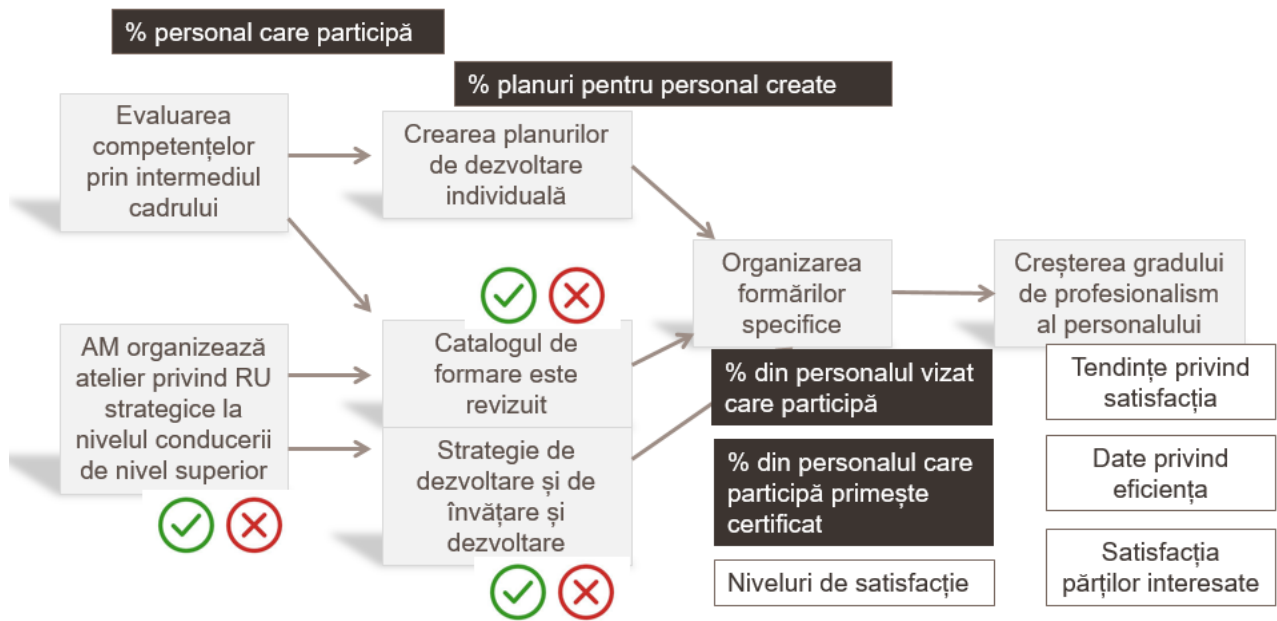 % personal care participă
% planuri pentru personal create
Evaluarea
competențelor
prin intermediul
cadrului
Crearea planurilor
de dezvoltare
individuală
Organizarea
formărilor
specifice
Creșterea gradului
de profesionalism
al personalului
AM organizează
atelier privind RU
strategice la
nivelul conducerii
de nivel superior
Catalogul de
formare este
revizuit
Strategie de
dezvoltare și de
învățare și
dezvoltare
% din personalul vizat
care participă
% din personalul care
participă primește
certificat
Niveluri de satisfacție
Tendințe privind
satisfacția
Date privind
eficiența
Satisfacția
părților interesate